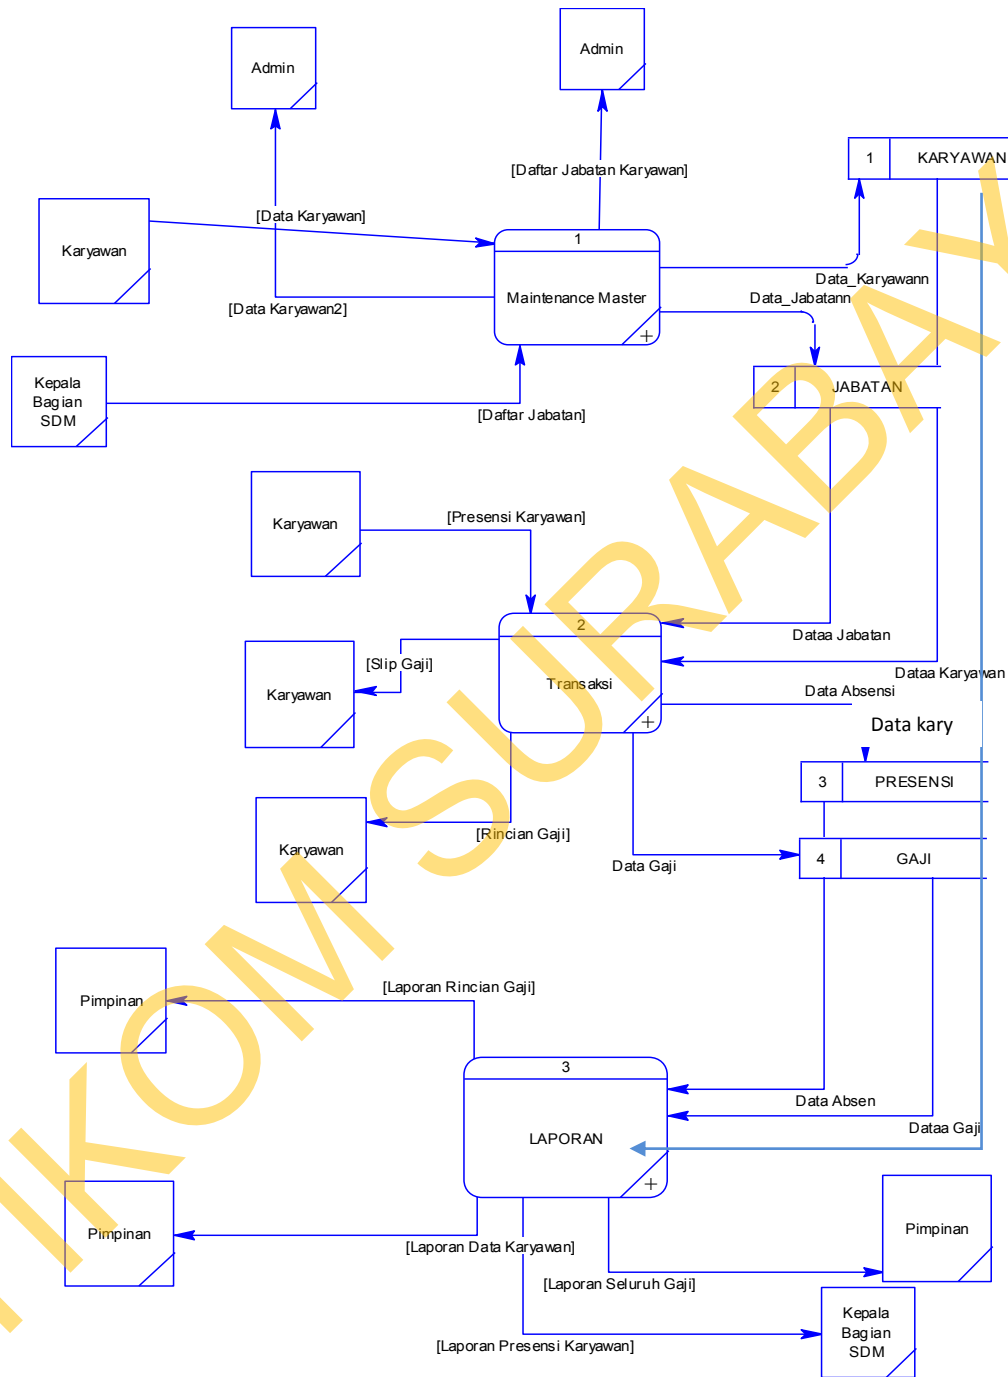 Admin
Admin
[Daftar Jabatan Karyawan]
1
KARYAWAN
[Data Karyawan]
Karyawan
1
Maintenance Master
+
Data_Karyawann
Data_Jabatann
[Data Karyawan2]
Kepala
Bagian
SDM
[Daftar Jabatan]
2
JABATAN
Karyawan
[Presensi Karyawan]
2
Transaksi
+
Dataa Jabatan
Dataa Karyawan
[Slip Gaji]
Karyawan
Data Absensi
Data kary
3
PRESENSI
Karyawan
[Rincian Gaji]
Data Gaji
4
GAJI
Pimpinan
[Laporan Rincian Gaji]
3
LAPORAN
+
Data Absen
Dataa Gaji
Pimpinan
[Laporan Data Karyawan]
Pimpinan
[Laporan Seluruh Gaji]
[Laporan Presensi Karyawan]
Kepala
Bagian
SDM
IKOM SURABAY